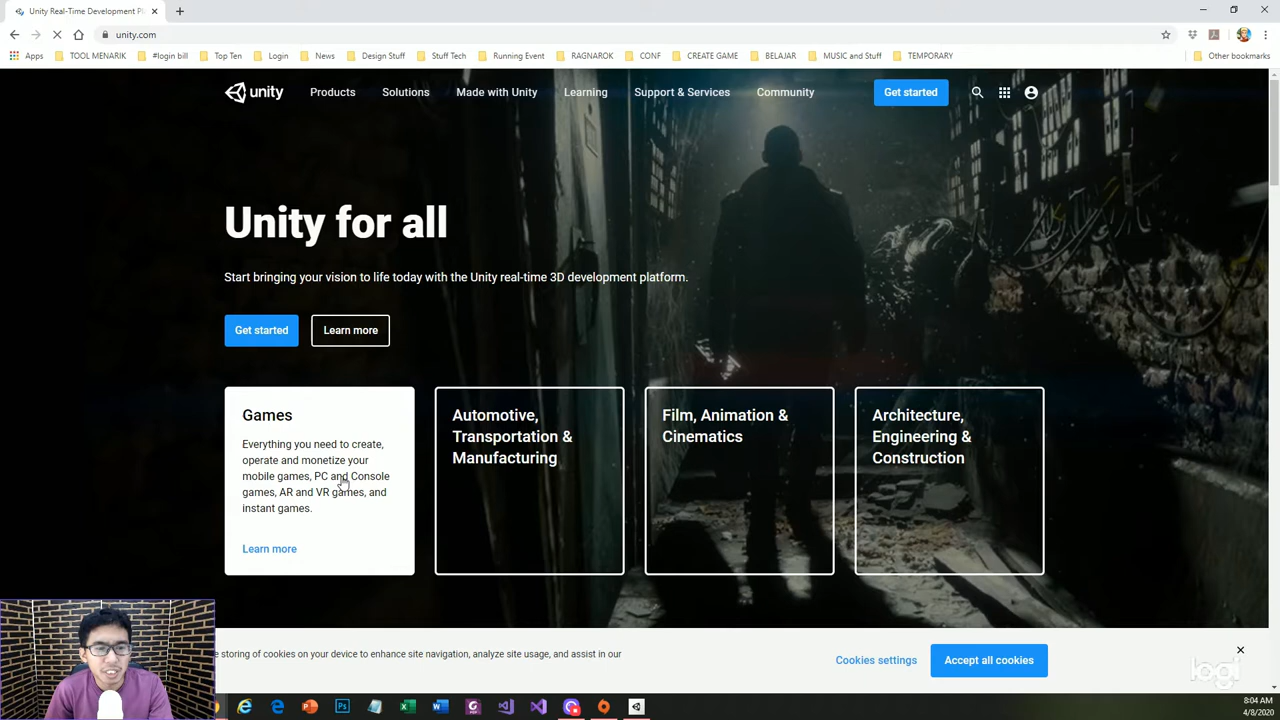 Unity Real-Time Development Pl
unity.com
Apps TOOL MENARIK #login bill Top Ten Login News Design Stuff Stuff Tech Running Event RAGNAROK CONF CREATE GAME BELAJAR MUSIC and Stuff TEMPORARY Other bookmarks
unity Products Solutions Made with Unity Learning Support & Services Community Get started
Unity for all
Start bringing your vision to life today with the Unity real-time 3D development platform.
Get started Learn more
Games
Everything you need to create,
operate and monetize your
mobile games, PC and Console
games, AR and VR games, and
instant games.
Learn more
Automotive,
Transportation &
Manufacturing
Film, Animation &
Cinematics
Architecture,
Engineering &
Construction
e storing of cookies on your device to enhance site navigation, analyze site usage, and assist in our
Cookies settings Accept all cookies
logi
8:04 AM
4/8/2020